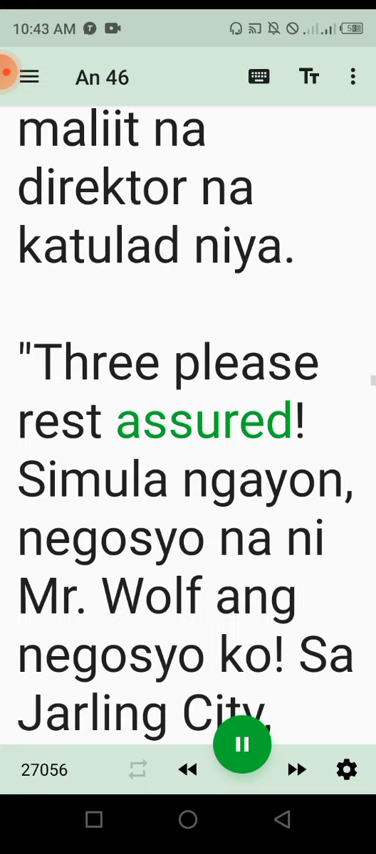 10:43 AM
An 46
maliit na
direktor na
katulad niya.
"Three please
rest assured!
Simula ngayon,
negosyo na ni
Mr. Wolf ang
negosyo ko! Sa
Jarling City,
27056